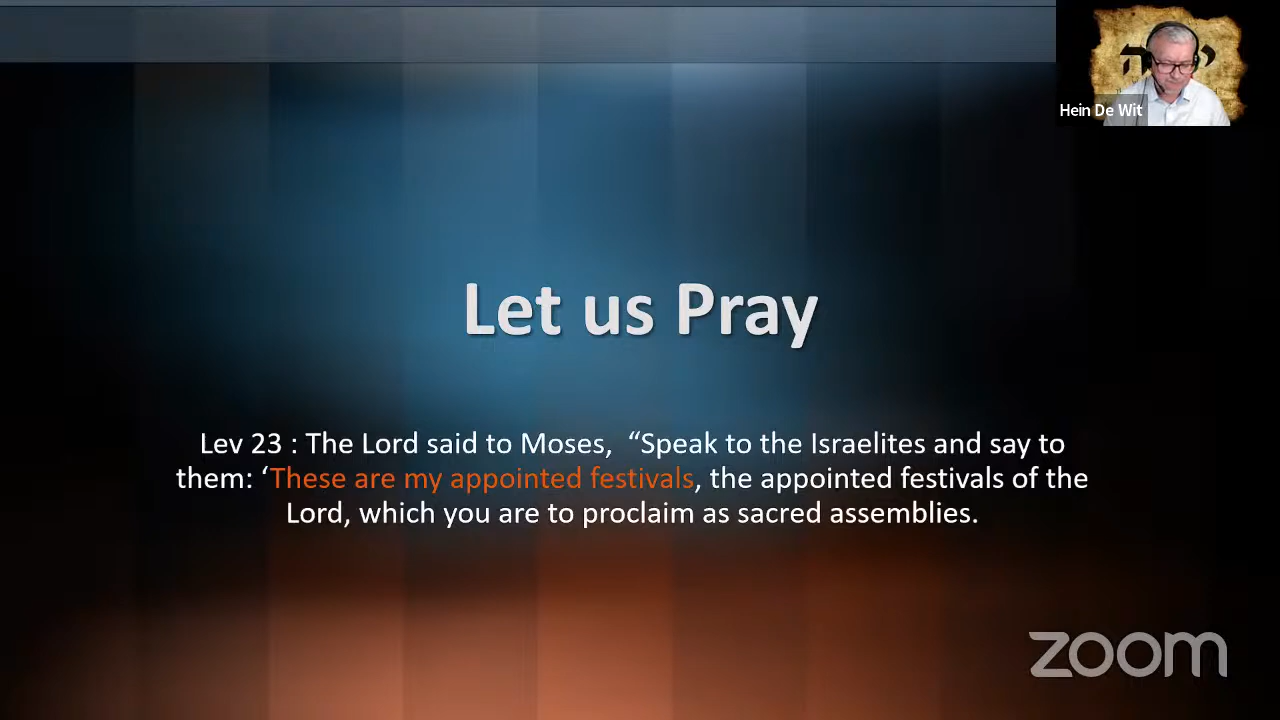 Hein De Wit
Let us Pray
Lev 23 : The Lord said to Moses,  “Speak to the Israelites and say to
them: ‘These are my appointed festivals, the appointed festivals of the
Lord, which you are to proclaim as sacred assemblies.
zoom